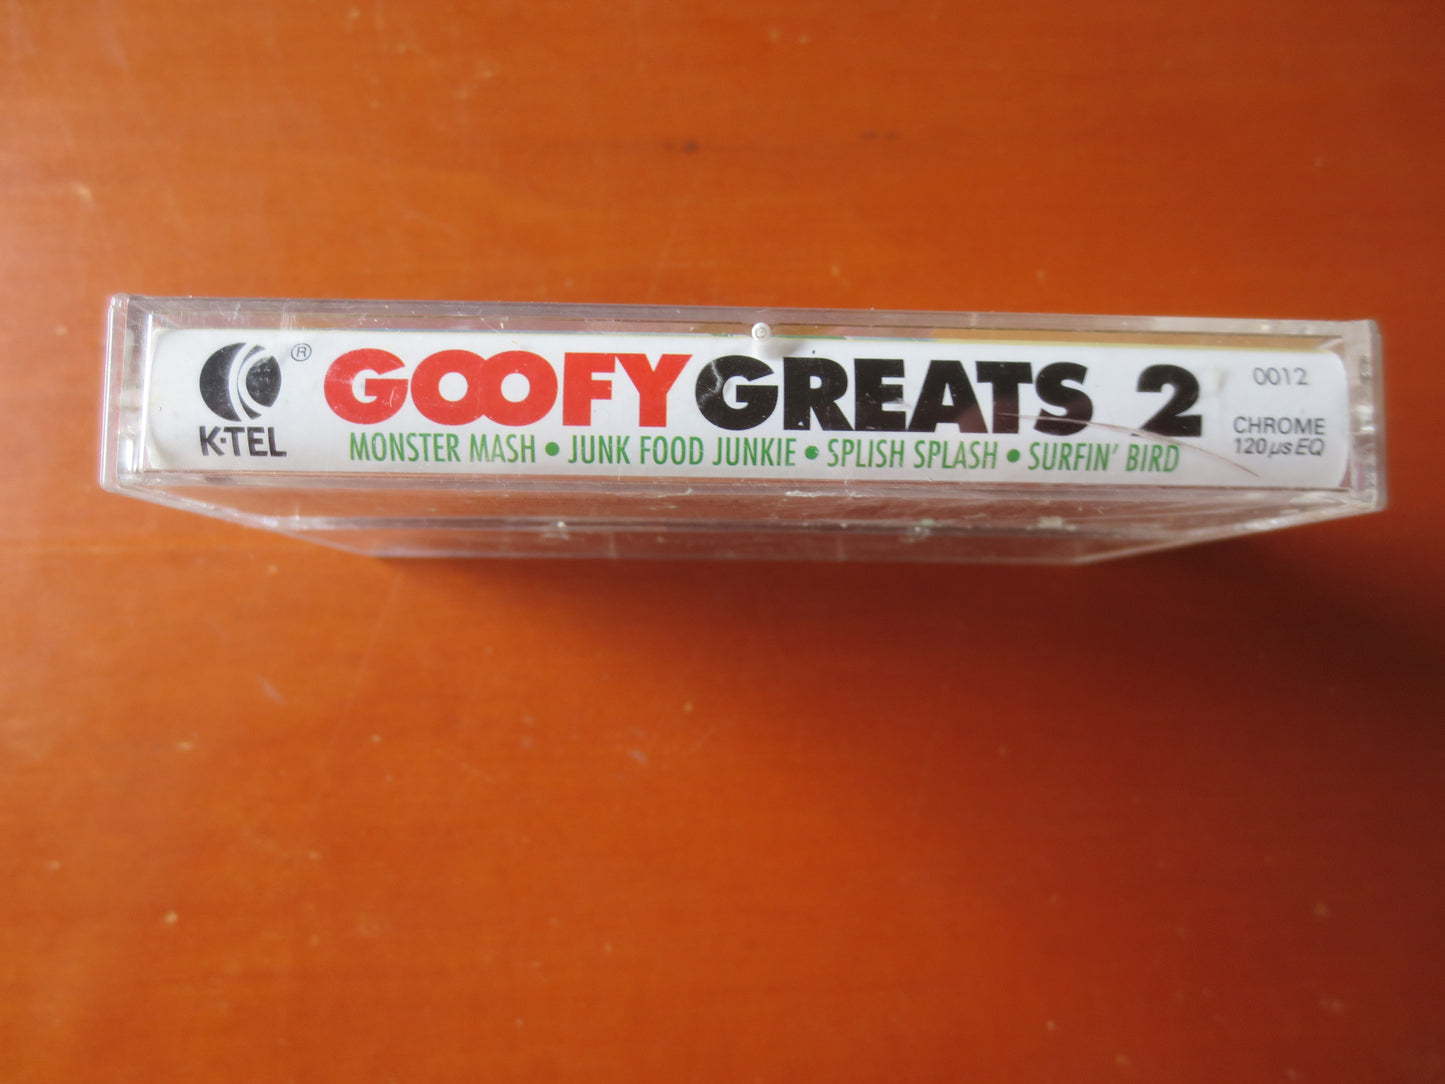 K-TEL ®
GOOFY GREATS 2
MONSTER MASH • JUNK FOOD JUNKIE • SPLISH SPLASH • SURFIN' BIRD
0012
CHROME
120 µs EQ